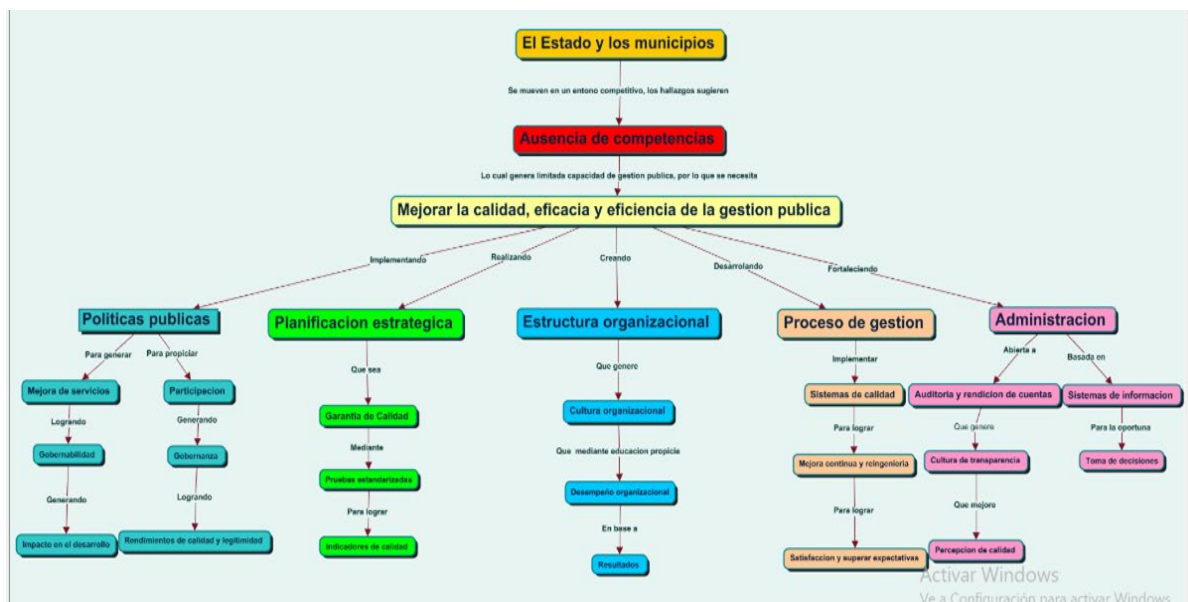 El Estado y los municipios
Se mueven en un entono competitivo, los hallazgos sugieren
Ausencia de competencias
Lo cual genera limitada capacidad de gestion publica, por lo que se necesita
Mejorar la calidad, eficacia y eficiencia de la gestion publica
Implementando
Realizando
Creando
Desarrolando
Fortaleciendo
Politicas publicas
Planificacion estrategica
Estructura organizacional
Proceso de gestion
Administracion
Para generar
Para propiciar
Que sea
Que genere
Implementar
Abierta a
Basada en
Mejora de servicios
Participacion
Garantia de Calidad
Cultura organizacional
Sistemas de calidad
Auditoria y rendicion de cuentas
Sistemas de informacion
Logrando
Generando
Mediante
Que mediante educacion propicie
Para lograr
Que genere
Para la oportuna
Gobernabilidad
Gobernanza
Pruebas estandarizadas
Desempeño organizacional
Mejora continua y reingenieria
Cultura de transparencia
Toma de decisiones
Generando
Logrando
Para lograr
En base a
Para lograr
Que mejore
Impacto en el desarrollo
Rendimientos de calidad y legitimidad
Indicadores de calidad
Resultados
Satisfaccion y superar expectativas
Percepcion de calidad
Activar Windows
Ve a Configuración para activar Windows